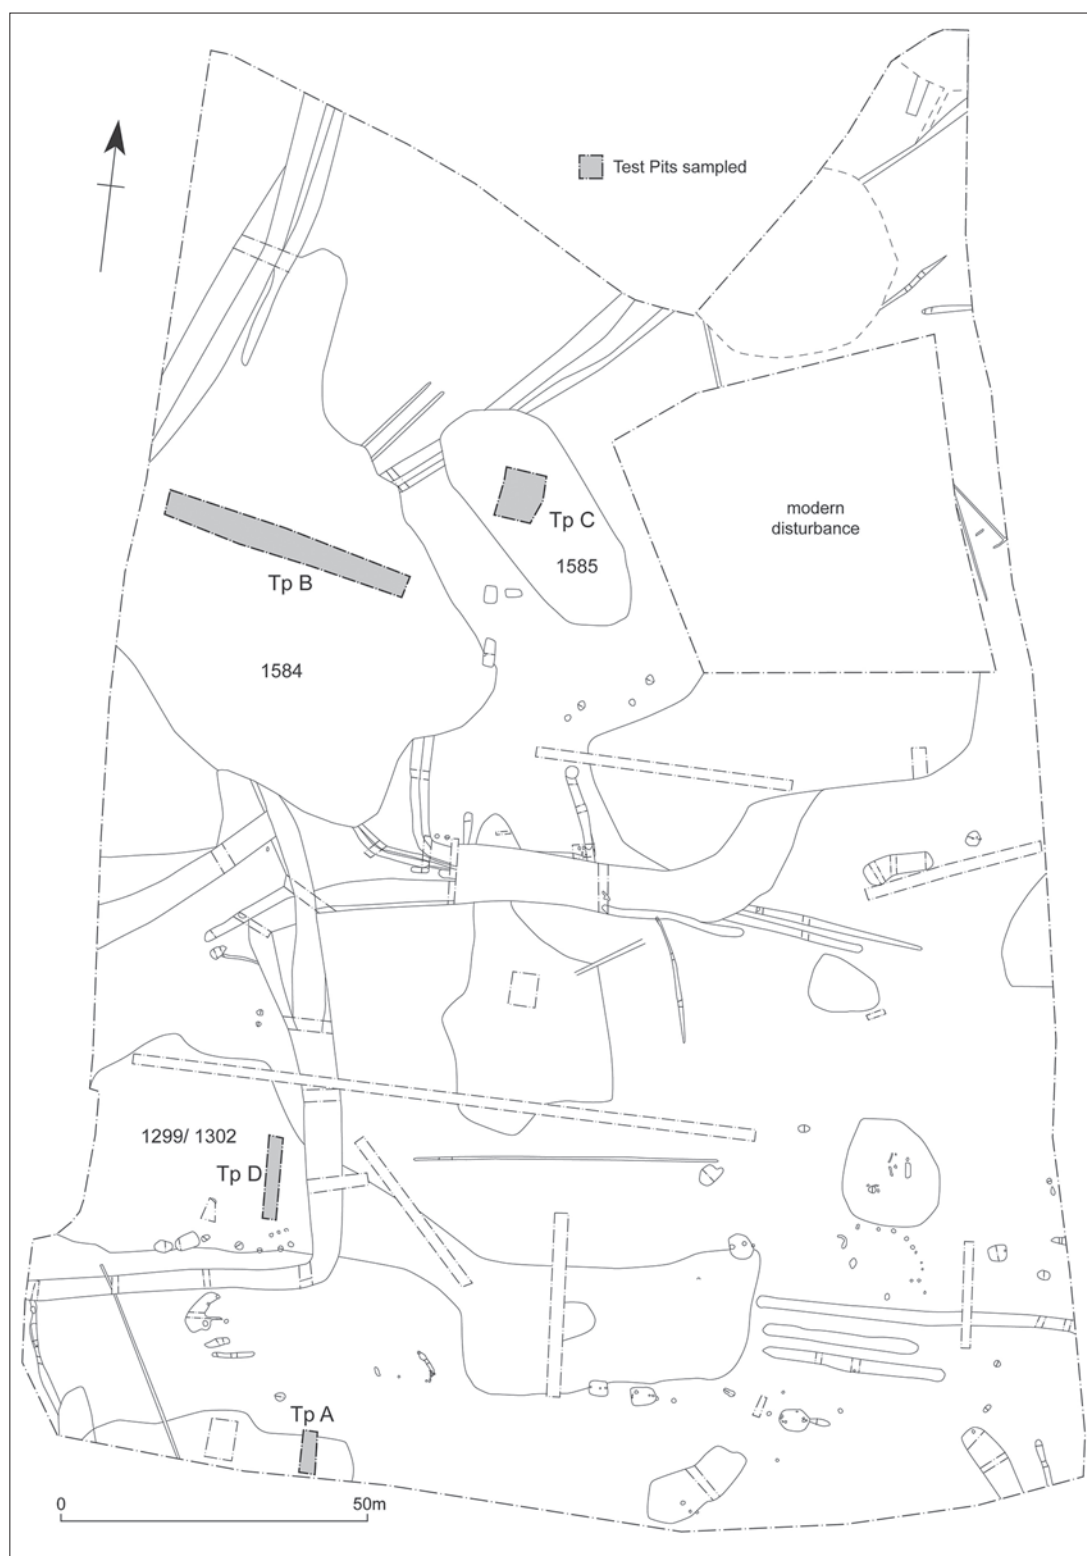 Test Pits sampled
modern
disturbance
Tp C
1585
Tp B
1584
1299/ 1302
Tp D
Tp A
0
50m